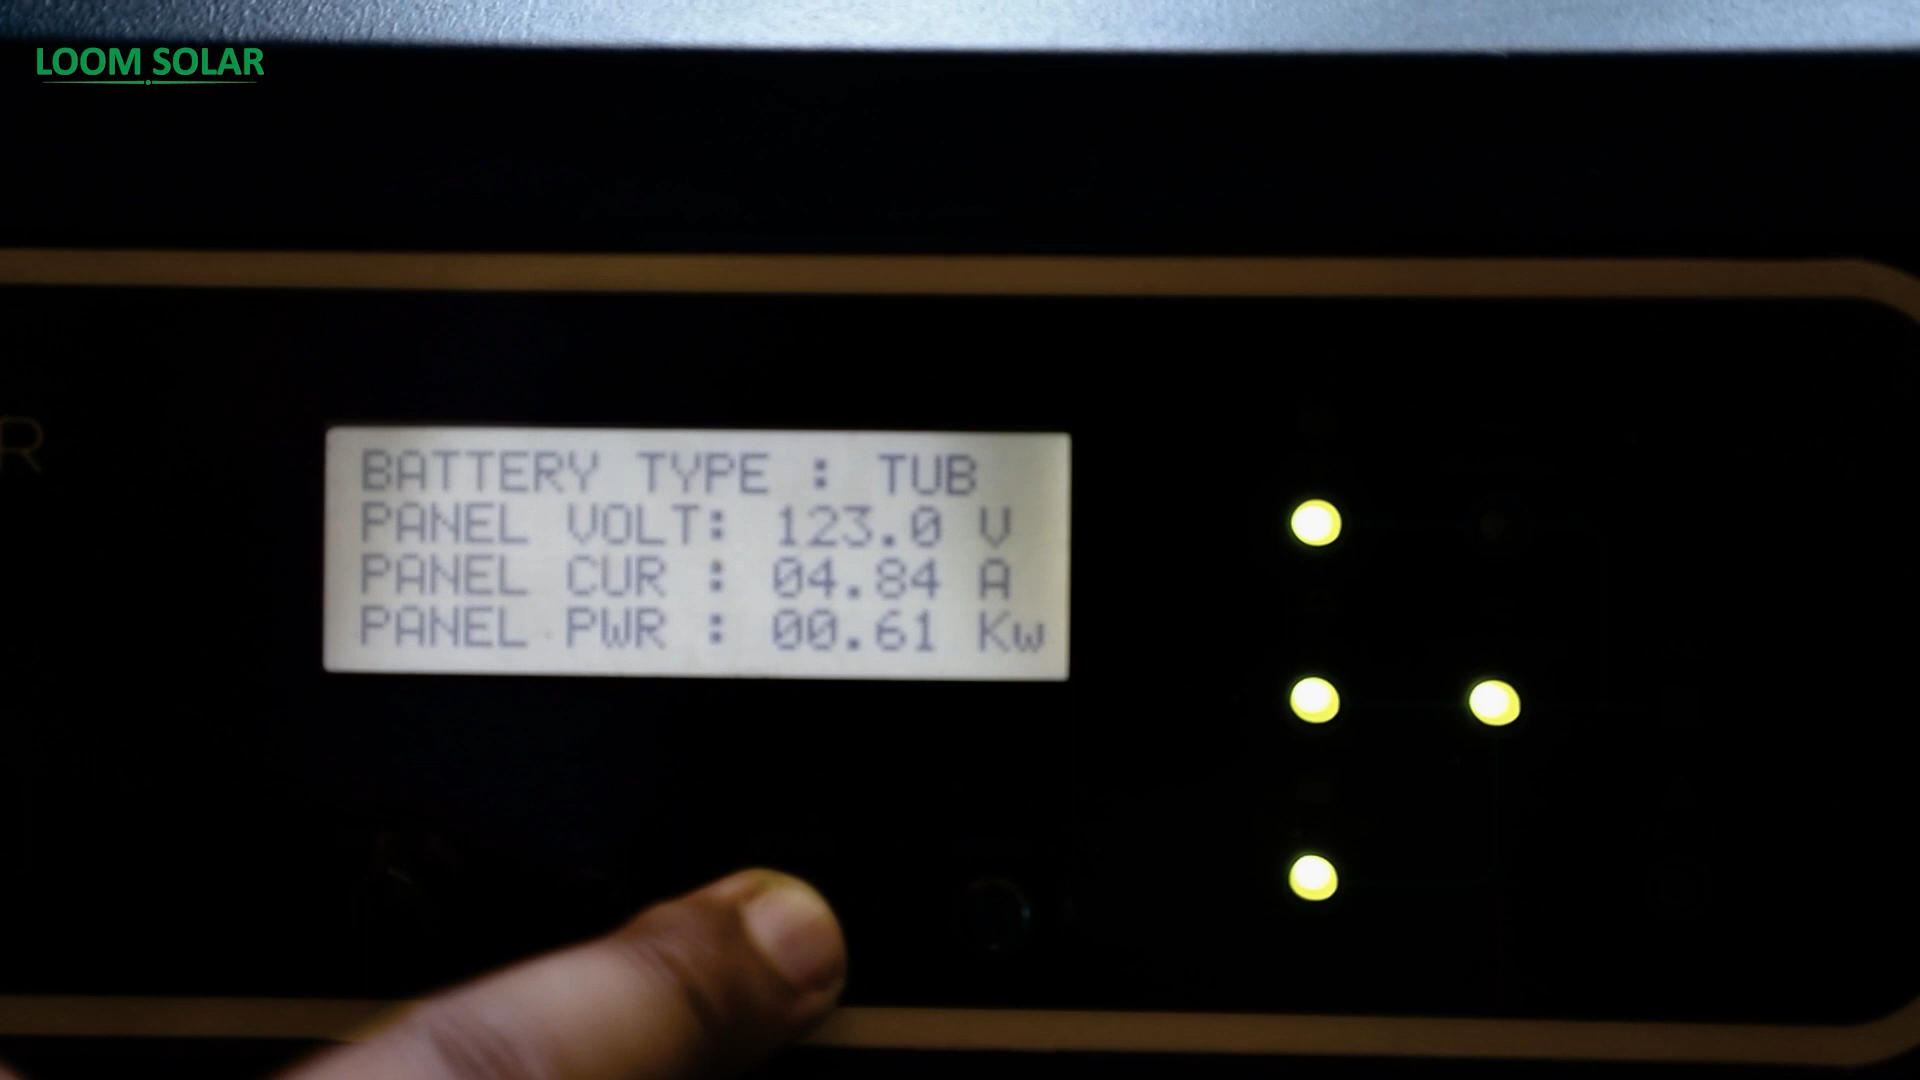 LOOM SOLAR
R
BATTERY TYPE : TUB
PANEL VOLT: 123.0 V
PANEL CUR : 04.84 A
PANEL PWR : 00.61 Kw